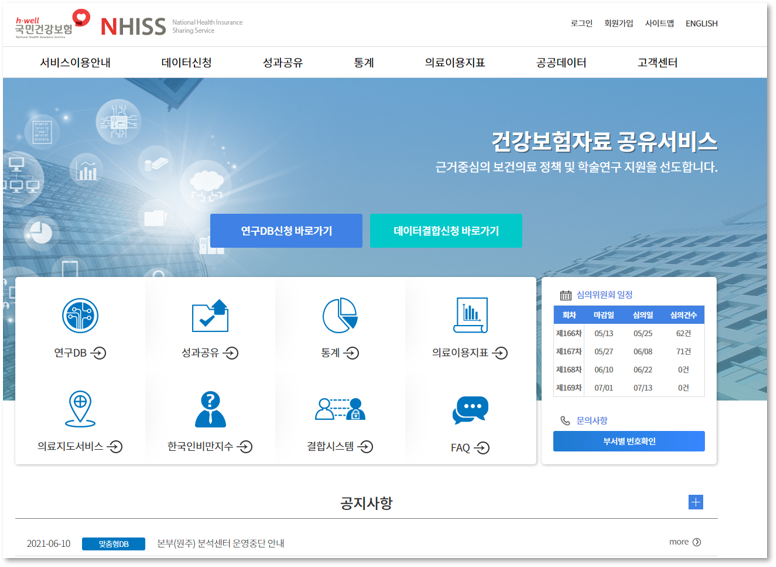 h-well
국민건강보험
National Health Insurance Service
NHISS
National Health Insurance
Sharing Service
로그인 회원가입 사이트맵 ENGLISH
서비스이용안내 데이터신청 성과공유 통계 의료이용지표 공공데이터 고객센터
건강보험자료 공유서비스
근거중심의 보건의료 정책 및 학술연구 지원을 선도합니다.
연구DB신청 바로가기 데이터결합신청 바로가기
연구DB 성과공유 통계 의료이용지표
의료지도서비스 한국인비만지수 결합시스템 FAQ
심의위원회 일정
회차 마감일 심의일 심의건수
제166차 05/13 05/25 62건
제167차 05/27 06/08 71건
제168차 06/10 06/22 0건
제169차 07/01 07/13 0건
문의사항
부서별 번호확인
공지사항
2021-06-10 맞춤형DB 본부(원주) 분석센터 운영중단 안내 more